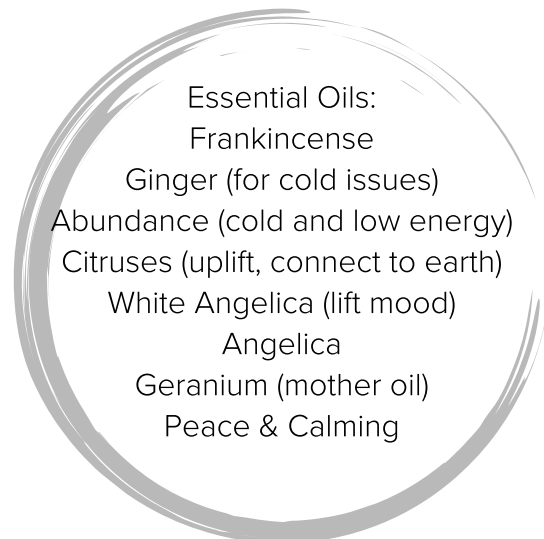 Essential Oils:
Frankincense
Ginger (for cold issues)
Abundance (cold and low energy)
Citruses (uplift, connect to earth)
White Angelica (lift mood)
Angelica
Geranium (mother oil)
Peace & Calming